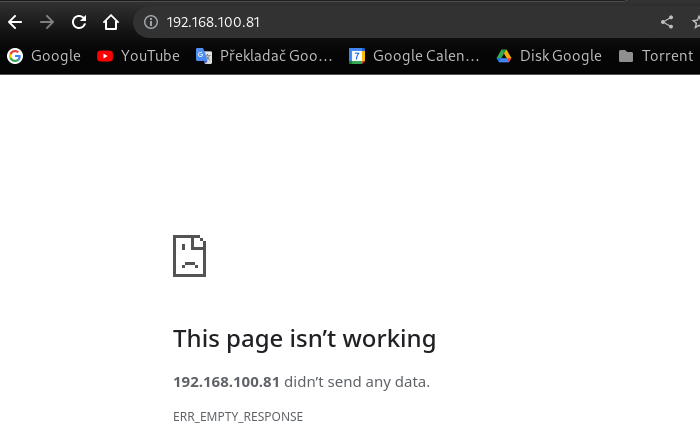 192.168.100.81
Google YouTube Překladač Goo... Google Calen... Disk Google Torrent
This page isn’t working
192.168.100.81 didn’t send any data.
ERR_EMPTY_RESPONSE